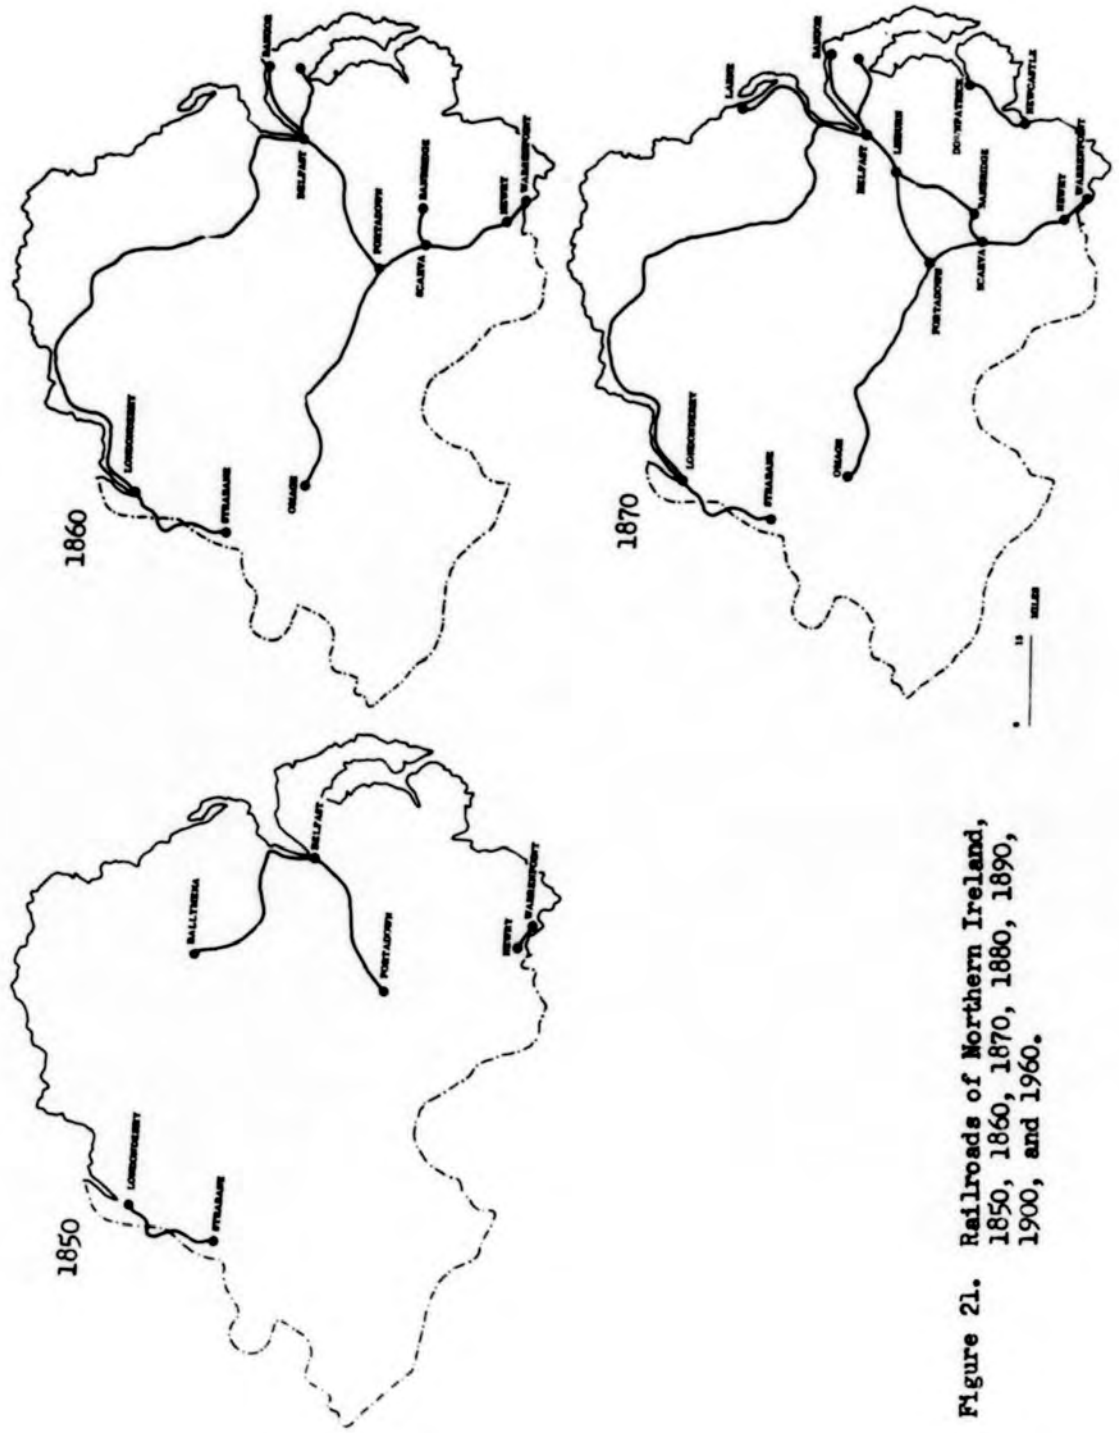 1850
LONDONDERRY
STRABANE
BALLYMENA
BELFAST
PORTADOWN
NEWRY
WARRENPOINT
1860
LONDONDERRY
STRABANE
OMAGH
BANGOR
BELFAST
PORTADOWN
BANBRIDGE
SCARVA
NEWRY
WARRENPOINT
1870
LONDONDERRY
STRABANE
OMAGH
LARNE
BANGOR
BELFAST
LISBURN
DOWNPATRICK
NEWCASTLE
BANBRIDGE
PORTADOWN
SCARVA
NEWRY
WARRENPOINT
0 15
MILES
Figure 21. Railroads of Northern Ireland,
1850, 1860, 1870, 1880, 1890,
1900, and 1960.